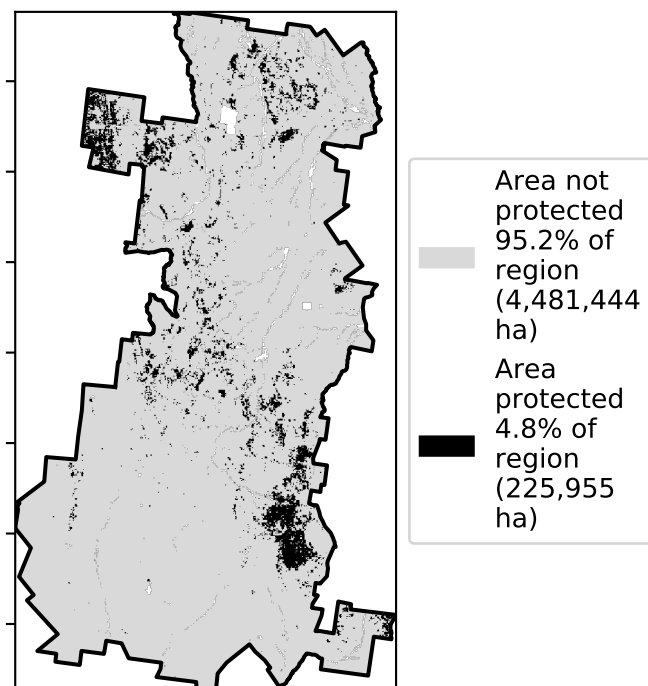 Area not
protected
95.2% of
region
(4,481,444
ha)
Area
protected
4.8% of
region
(225,955
ha)